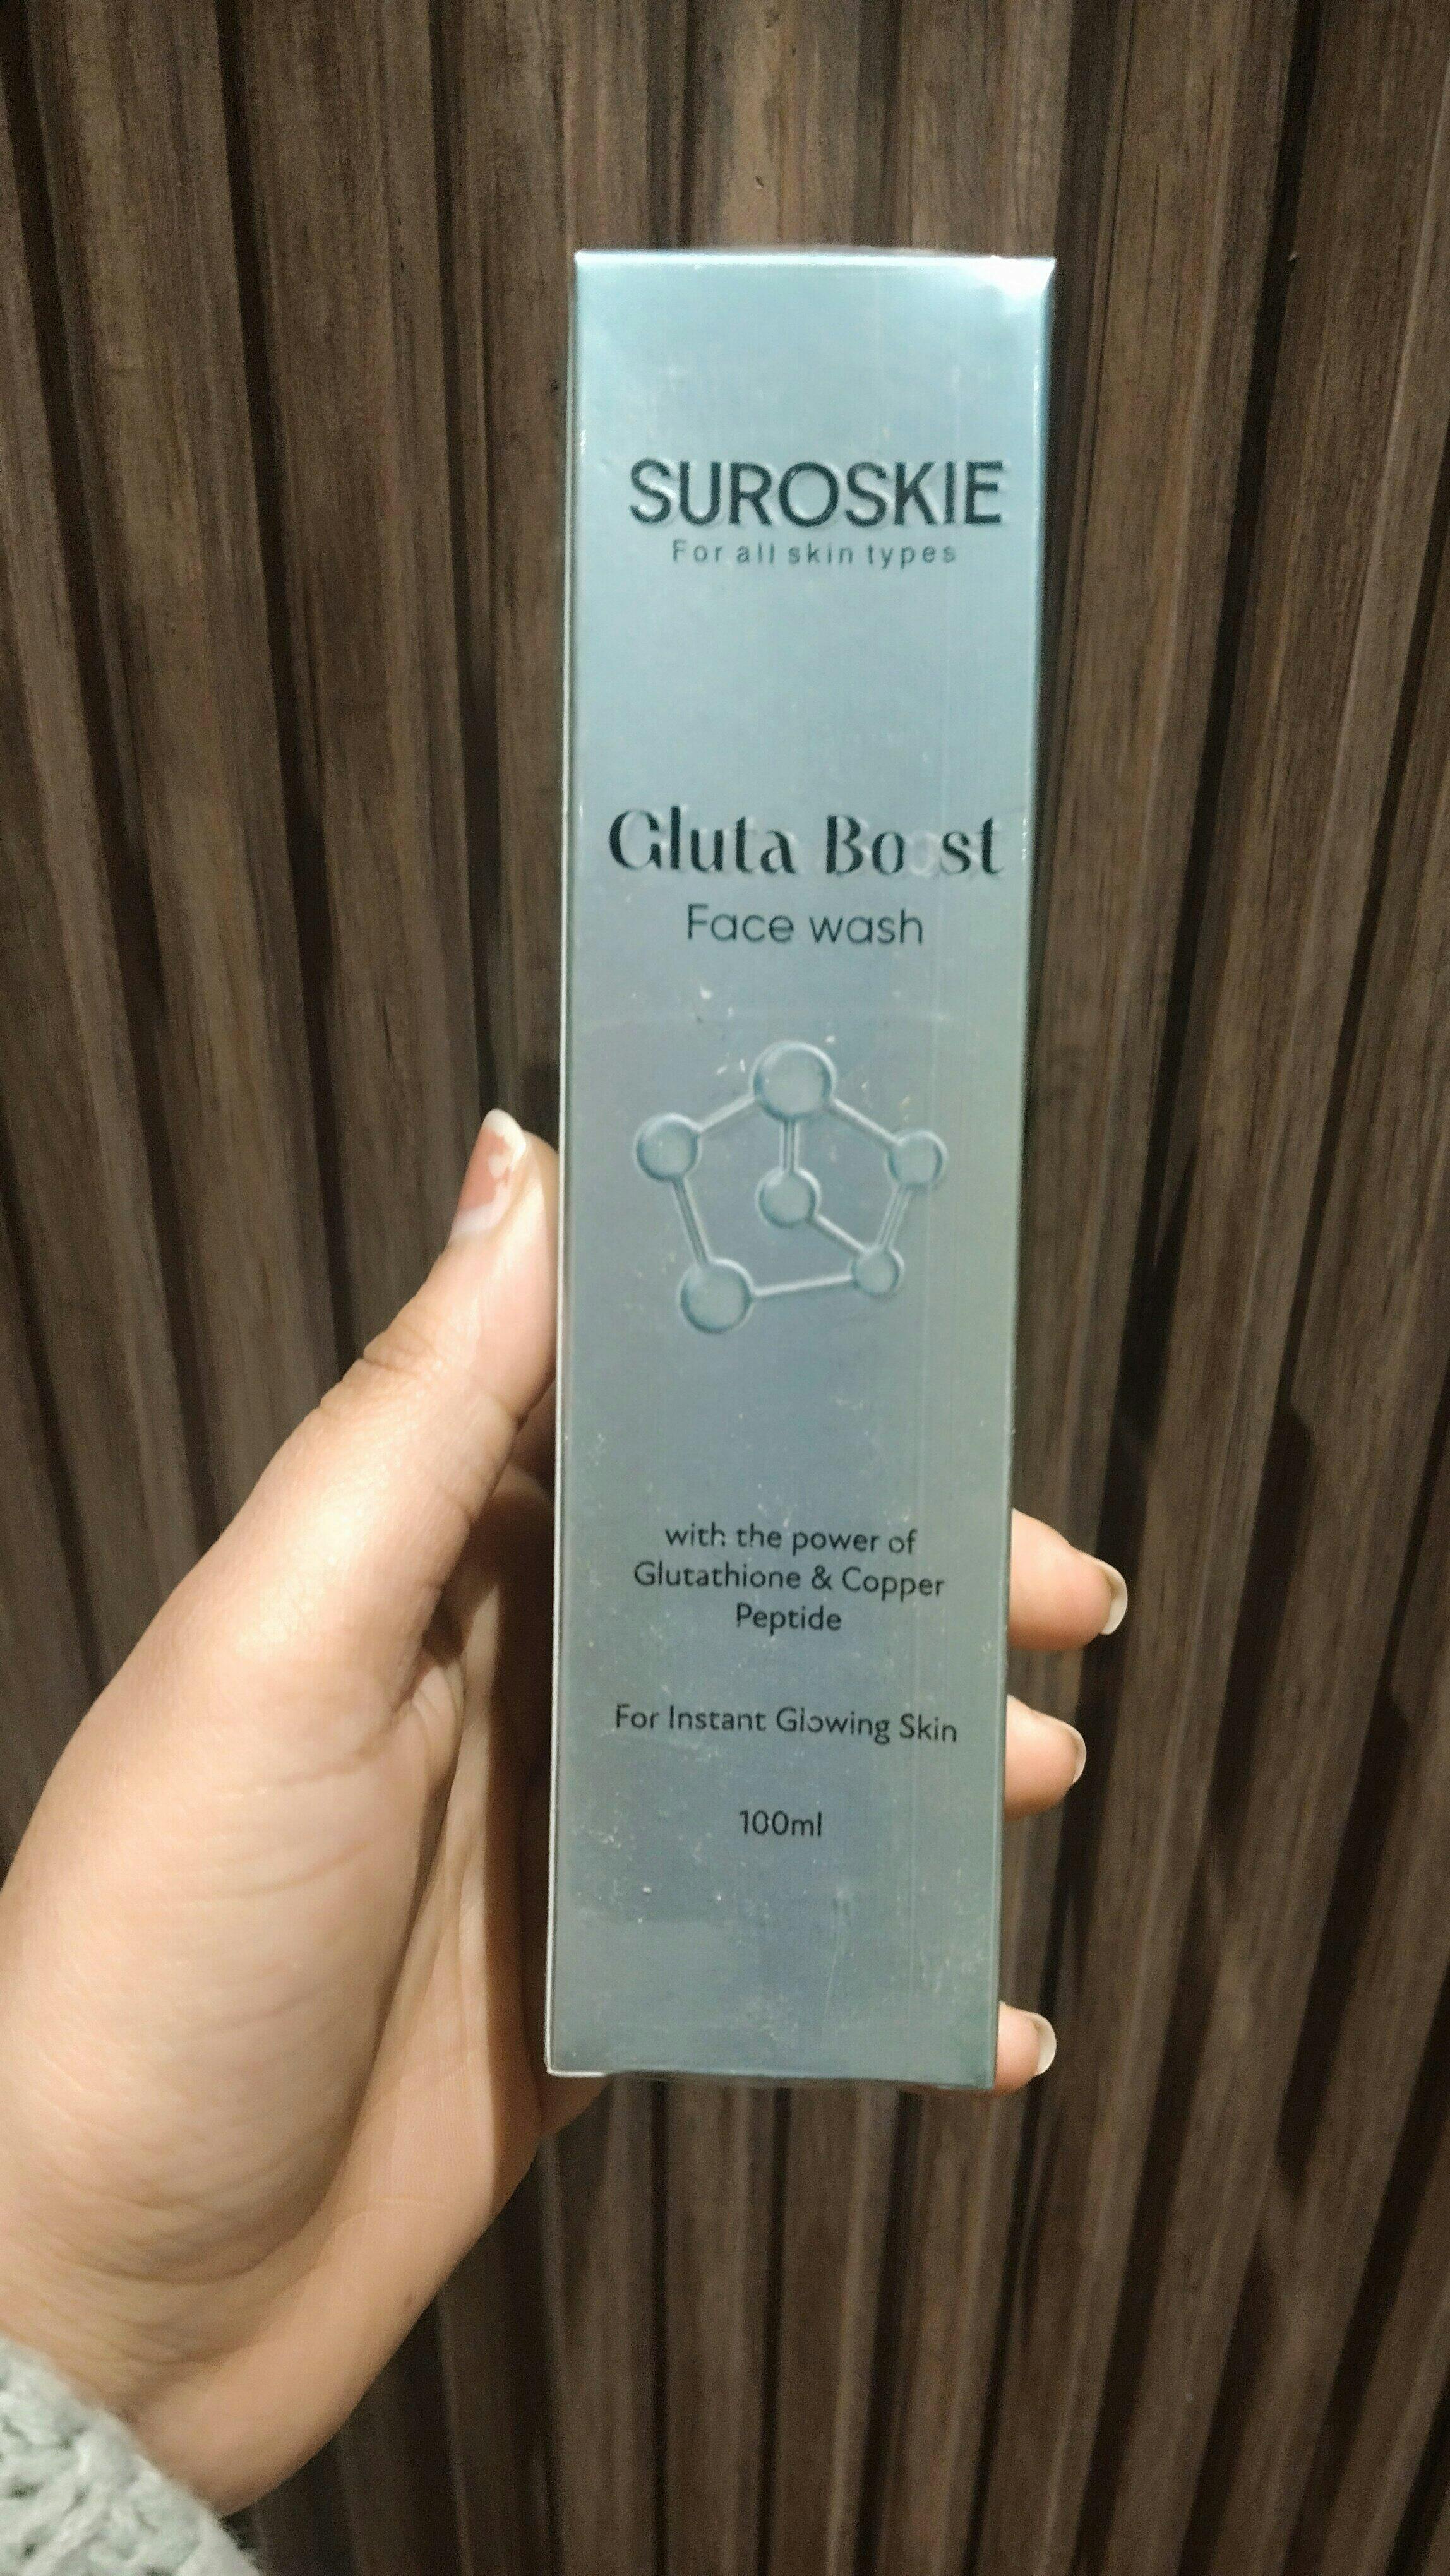 SUROSKIE
For all skin types
Gluta Boost
Face wash
with the power of
Glutathione & Copper
Peptide
For Instant Glowing Skin
100ml